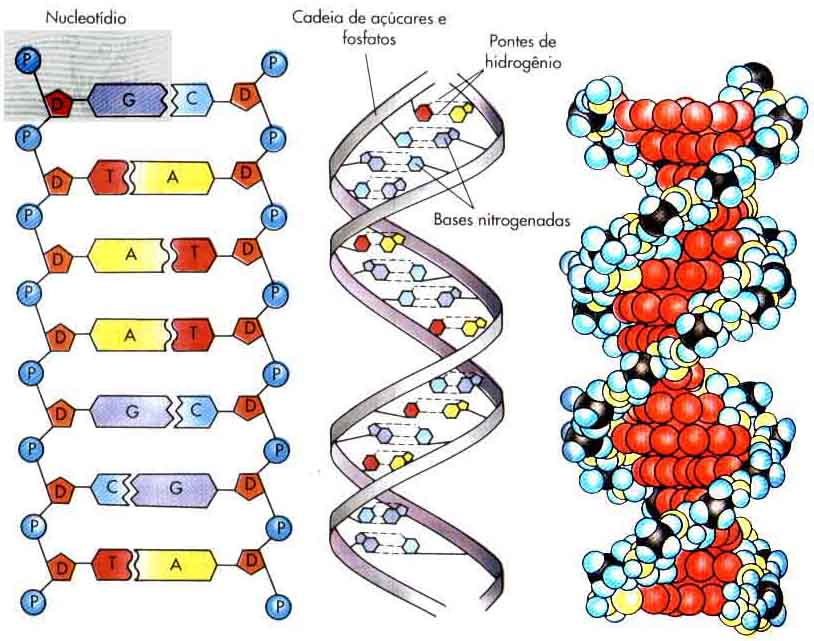 Nucleotídio
Cadeia de açúcares e
fosfatos
Pontes de
hidrogênio
Bases nitrogenadas
P P
D G C D
P P
D T A D
P P
D A T D
P P
D A T D
P P
D G C D
P P
D C G D
P P
D T A D
P P